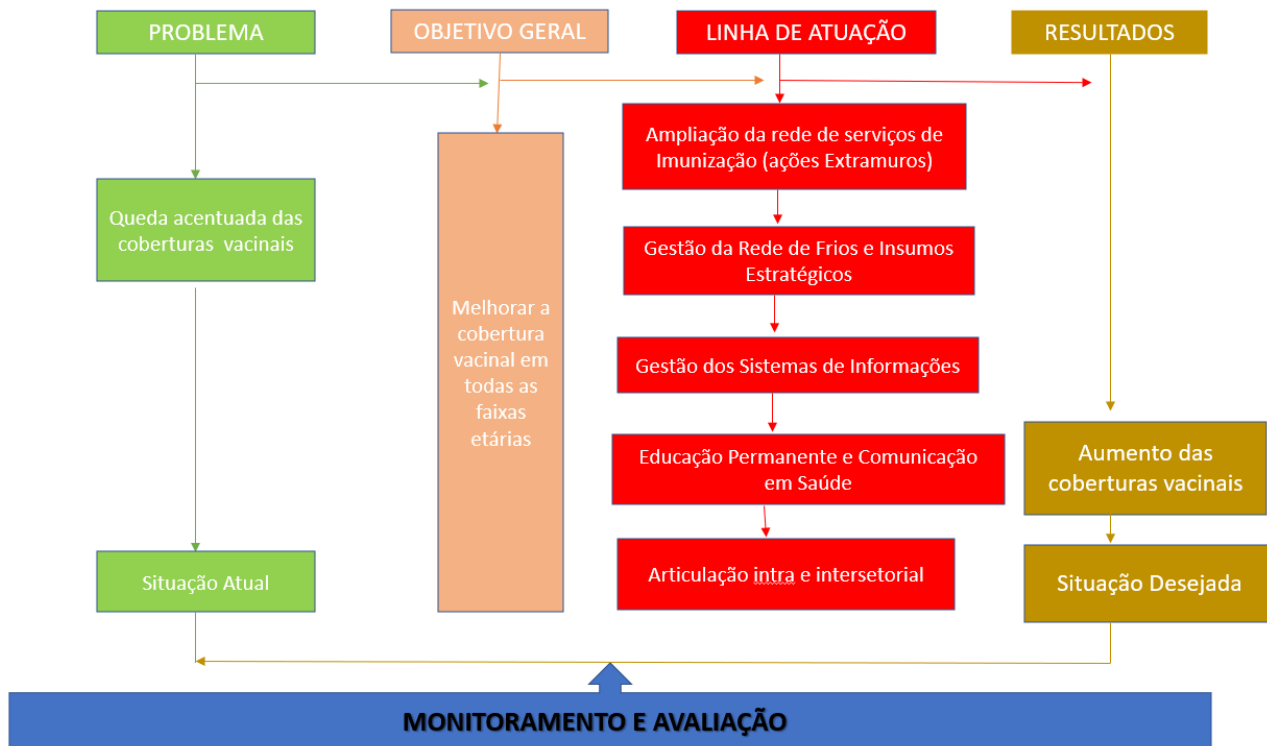 PROBLEMA
Queda acentuada das
coberturas vacinais
Situação Atual
OBJETIVO GERAL
Melhorar a
cobertura
vacinal em
todas as
faixas
etárias
LINHA DE ATUAÇÃO
Ampliação da rede de serviços de
Imunização (ações Extramuros)
Gestão da Rede de Frios e Insumos
Estratégicos
Gestão dos Sistemas de Informações
Educação Permanente e Comunicação
em Saúde
Articulação intra e intersetorial
RESULTADOS
Aumento das
coberturas vacinais
Situação Desejada
MONITORAMENTO E AVALIAÇÃO